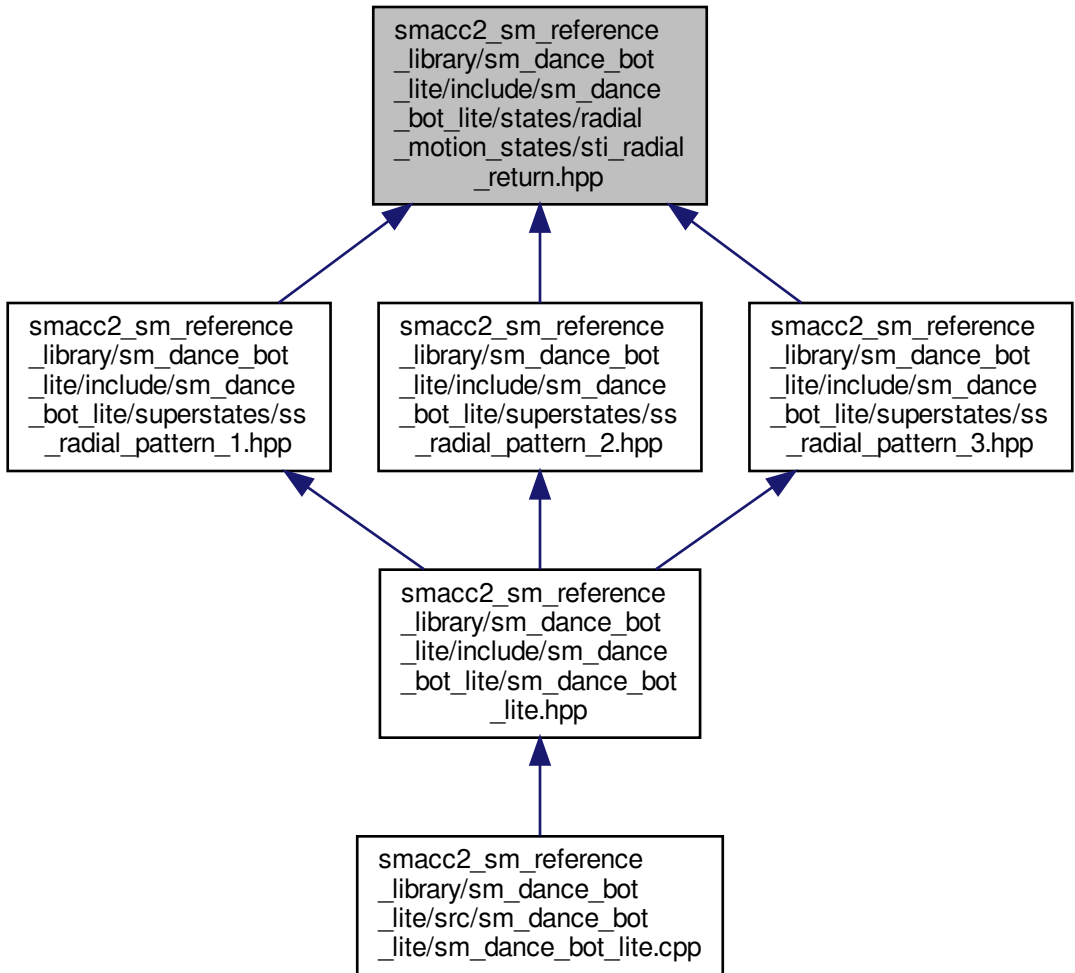 smacc2_sm_reference
_library/sm_dance_bot
_lite/include/sm_dance
_bot_lite/states/radial
_motion_states/sti_radial
_return.hpp
smacc2_sm_reference
_library/sm_dance_bot
_lite/include/sm_dance
_bot_lite/superstates/ss
_radial_pattern_1.hpp
smacc2_sm_reference
_library/sm_dance_bot
_lite/include/sm_dance
_bot_lite/superstates/ss
_radial_pattern_2.hpp
smacc2_sm_reference
_library/sm_dance_bot
_lite/include/sm_dance
_bot_lite/superstates/ss
_radial_pattern_3.hpp
smacc2_sm_reference
_library/sm_dance_bot
_lite/include/sm_dance
_bot_lite/sm_dance_bot
_lite.hpp
smacc2_sm_reference
_library/sm_dance_bot
_lite/src/sm_dance_bot
_lite/sm_dance_bot_lite.cpp